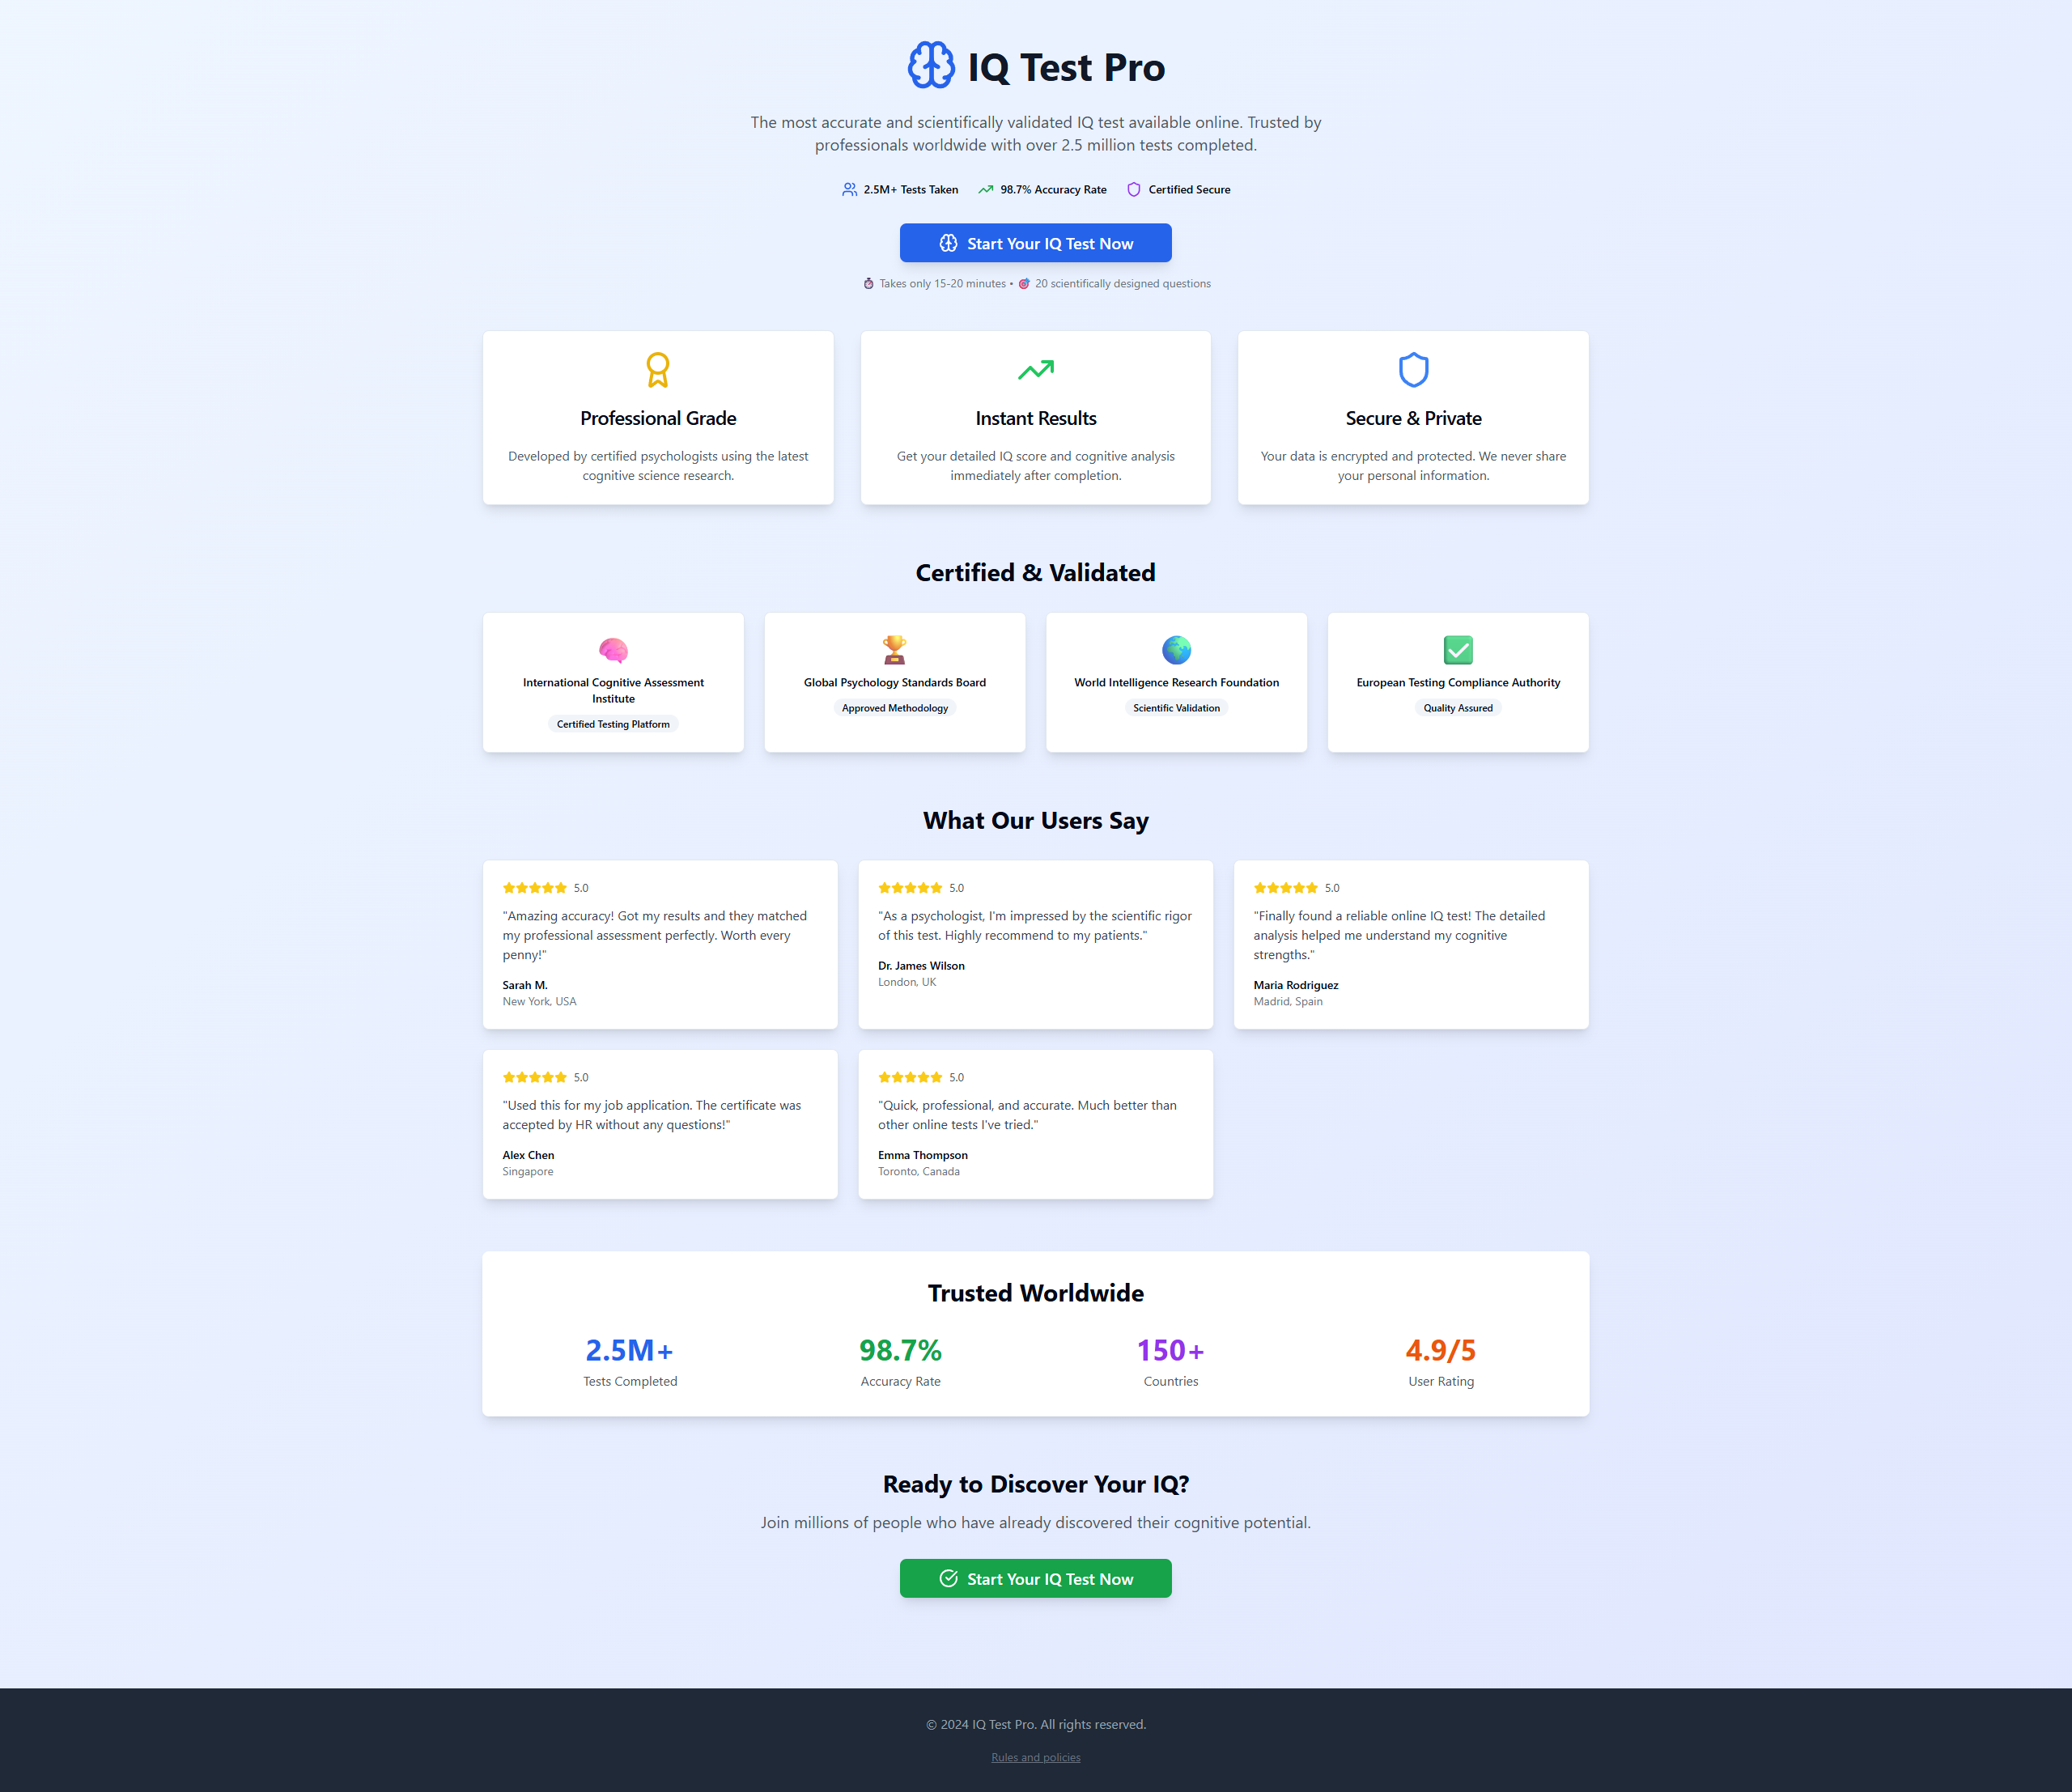 IQ Test Pro
The most accurate and scientifically validated IQ test available online. Trusted by
professionals worldwide with over 2.5 million tests completed.
2.5M+ Tests Taken
98.7% Accuracy Rate
Certified Secure
Start Your IQ Test Now
Takes only 15-20 minutes • 20 scientifically designed questions
Professional Grade
Developed by certified psychologists using the latest
cognitive science research.
Instant Results
Get your detailed IQ score and cognitive analysis
immediately after completion.
Secure & Private
Your data is encrypted and protected. We never share
your personal information.
Certified & Validated
International Cognitive Assessment
Institute
Certified Testing Platform
Global Psychology Standards Board
Approved Methodology
World Intelligence Research Foundation
Scientific Validation
European Testing Compliance Authority
Quality Assured
What Our Users Say
5.0
"Amazing accuracy! Got my results and they matched
my professional assessment perfectly. Worth every
penny!"
Sarah M.
New York, USA
5.0
"As a psychologist, I'm impressed by the scientific rigor
of this test. Highly recommend to my patients."
Dr. James Wilson
London, UK
5.0
"Finally found a reliable online IQ test! The detailed
analysis helped me understand my cognitive
strengths."
Maria Rodriguez
Madrid, Spain
5.0
"Used this for my job application. The certificate was
accepted by HR without any questions!"
Alex Chen
Singapore
5.0
"Quick, professional, and accurate. Much better than
other online tests I've tried."
Emma Thompson
Toronto, Canada
Trusted Worldwide
2.5M+
Tests Completed
98.7%
Accuracy Rate
150+
Countries
4.9/5
User Rating
Ready to Discover Your IQ?
Join millions of people who have already discovered their cognitive potential.
Start Your IQ Test Now
© 2024 IQ Test Pro. All rights reserved.
Rules and policies